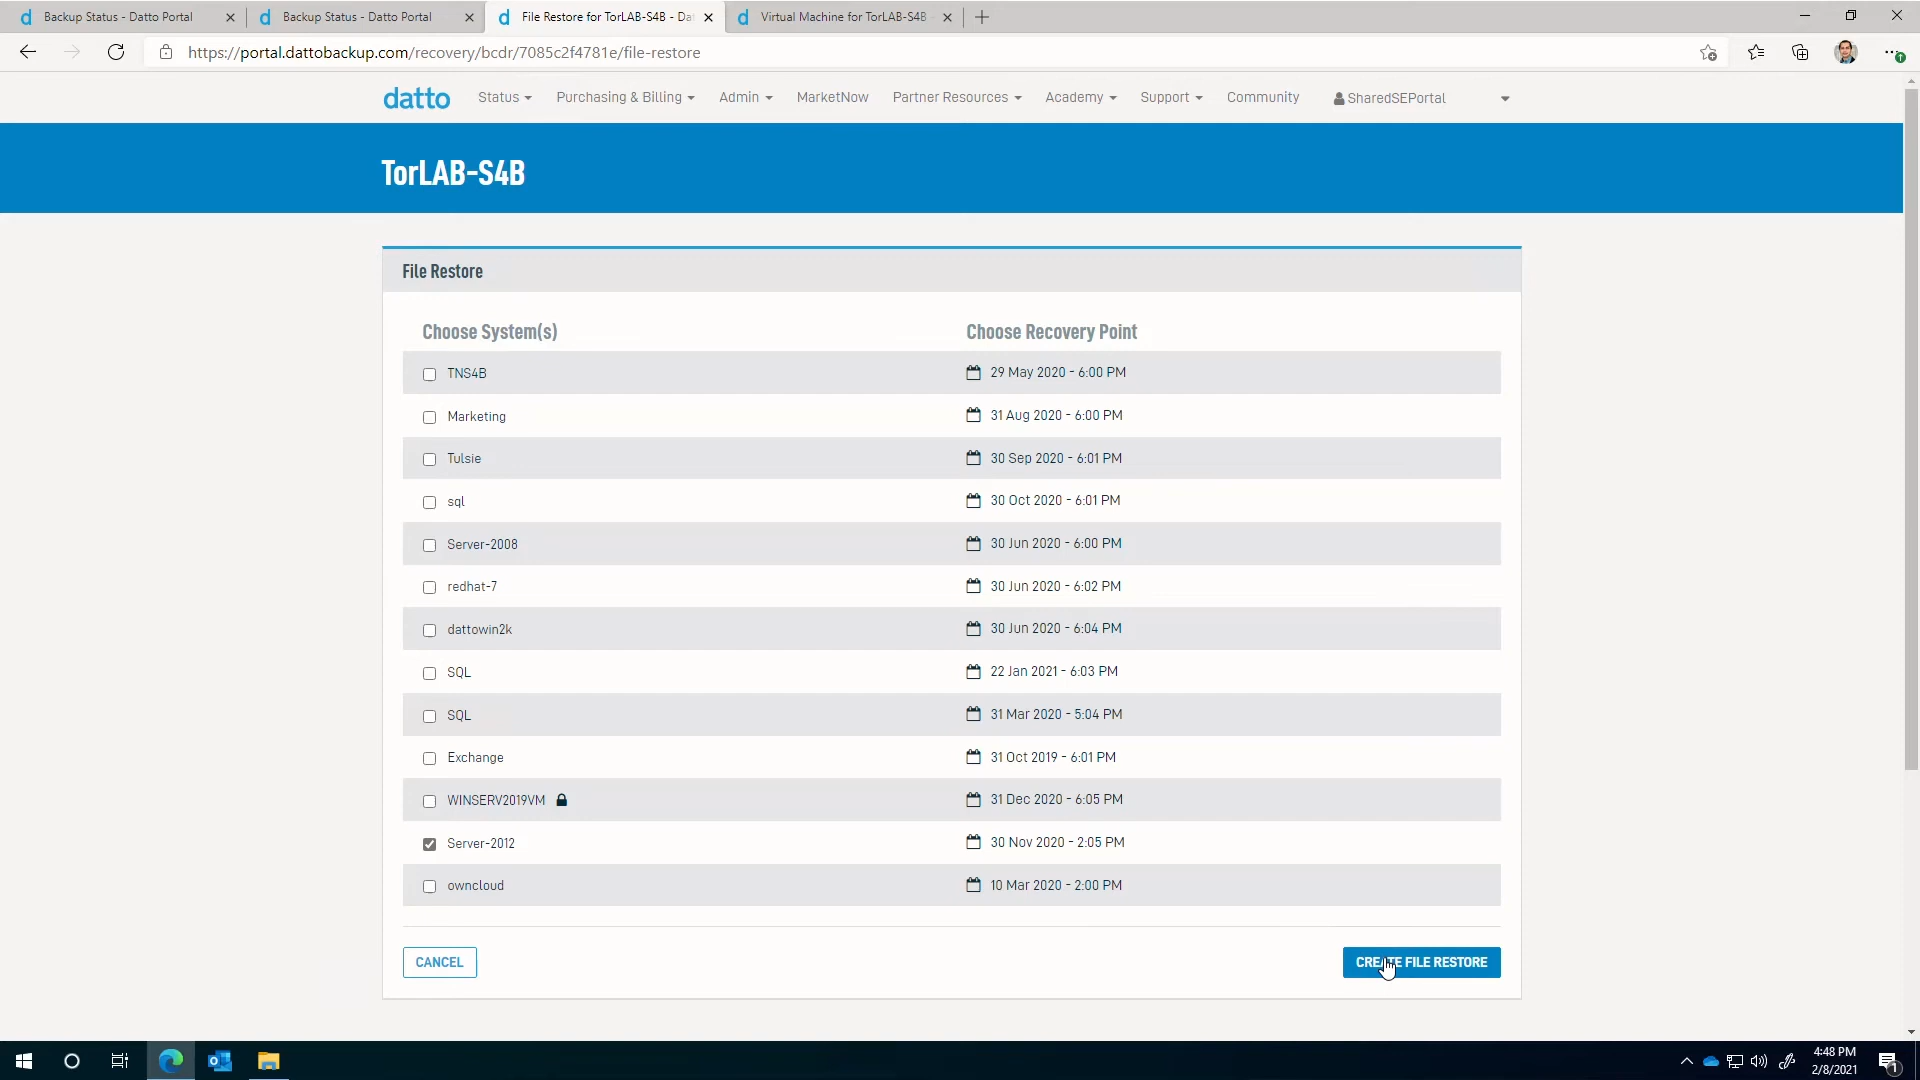 Backup Status - Datto Portal
Backup Status - Datto Portal
File Restore for TorLAB-S4B - Da
Virtual Machine for TorLAB-S4B
https://portal.dattobackup.com/recovery/bcdr/7085c2f4781e/file-restore
datto Status Purchasing & Billing Admin MarketNow Partner Resources Academy Support Community SharedSEPortal
TorLAB-S4B
File Restore
Choose System(s) Choose Recovery Point
TNS4B 29 May 2020 - 6:00 PM
Marketing 31 Aug 2020 - 6:00 PM
Tulsie 30 Sep 2020 - 6:01 PM
sql 30 Oct 2020 - 6:01 PM
Server-2008 30 Jun 2020 - 6:00 PM
redhat-7 30 Jun 2020 - 6:02 PM
dattowin2k 30 Jun 2020 - 6:04 PM
SQL 22 Jan 2021 - 6:03 PM
SQL 31 Mar 2020 - 5:04 PM
Exchange 31 Oct 2019 - 6:01 PM
WINSERV2019VM 31 Dec 2020 - 6:05 PM
Server-2012 30 Nov 2020 - 2:05 PM
owncloud 10 Mar 2020 - 2:00 PM
CANCEL CREATE FILE RESTORE
4:48 PM
2/8/2021
1